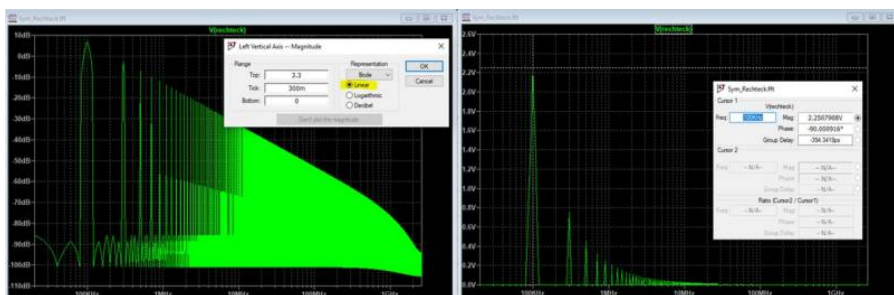 Sym_Rechteck.fft
V(rechteck)
10dB
0dB
-10dB
-20dB
-30dB
-40dB
-50dB
-60dB
-70dB
-80dB
-90dB
-100dB
-110dB
100KHz
1MHz
10MHz
100MHz
1GHz
Left Vertical Axis -- Magnitude
Range
Top: 3.3
Tick: 300m
Bottom: 0
Representation
Bode
Linear
Logarithmic
Decibel
OK
Cancel
Don't plot the magnitude
Sym_Rechteck.fft
V(rechteck)
2.6V
2.4V
2.2V
2.0V
1.8V
1.6V
1.4V
1.2V
1.0V
0.8V
0.6V
0.4V
0.2V
0.0V
100KHz
1MHz
10MHz
100MHz
1GHz
Sym_Rechteck.fft
Cursor 1
V(rechteck)
Freq: 100KHz Mag: 2.2507908V
Phase: -90.008916°
Group Delay: -394.3419ps
Cursor 2
Freq: -- N/A-- Mag: -- N/A--
Phase: -- N/A--
Group Delay: -- N/A--
Ratio (Cursor2 / Cursor1)
Freq: -- N/A-- Mag: -- N/A--
Phase: -- N/A--
Group Delay: -- N/A--